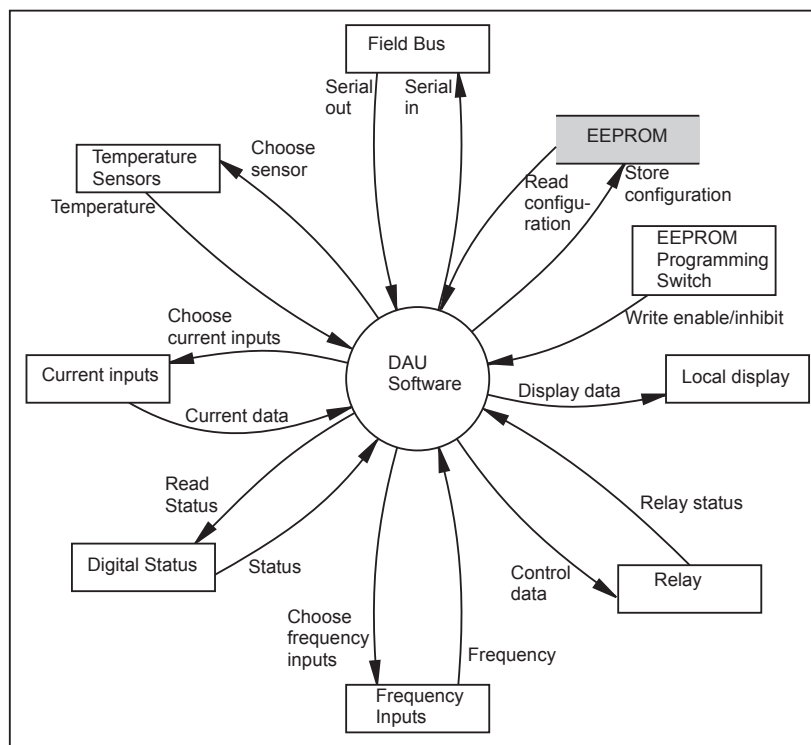 Field Bus
Serial
out
Serial
in
EEPROM
Choose
sensor
Temperature
Sensors
Temperature
Read
configu-
ration
Store
configuration
EEPROM
Programming
Switch
Write enable/inhibit
Choose
current inputs
Current inputs
Current data
DAU
Software
Display data
Local display
Read
Status
Digital Status
Status
Relay status
Control
data
Relay
Choose
frequency
inputs
Frequency
Frequency
Inputs